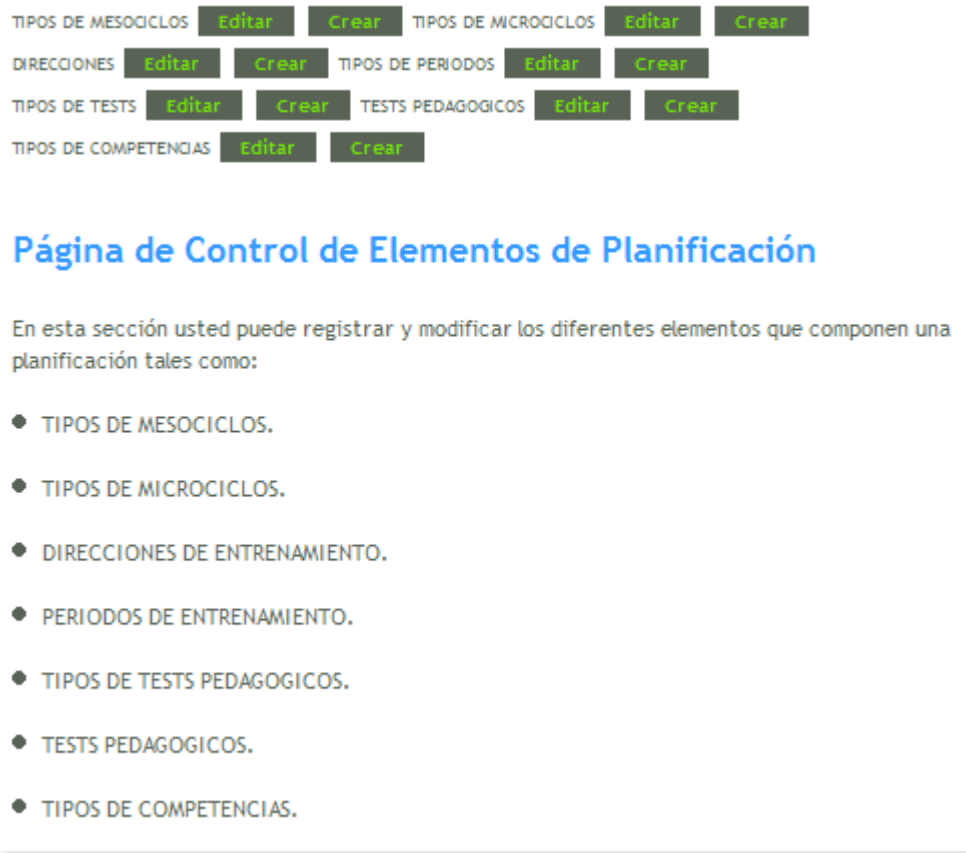 TIPOS DE MESOCICLOS Editar Crear TIPOS DE MICROCICLOS Editar Crear
DIRECCIONES Editar Crear TIPOS DE PERIODOS Editar Crear
TIPOS DE TESTS Editar Crear TESTS PEDAGOGICOS Editar Crear
TIPOS DE COMPETENCIAS Editar Crear
Página de Control de Elementos de Planificación
En esta sección usted puede registrar y modificar los diferentes elementos que componen una
planificación tales como:
• TIPOS DE MESOCICLOS.
• TIPOS DE MICROCICLOS.
• DIRECCIONES DE ENTRENAMIENTO.
• PERIODOS DE ENTRENAMIENTO.
• TIPOS DE TESTS PEDAGOGICOS.
• TESTS PEDAGOGICOS.
• TIPOS DE COMPETENCIAS.